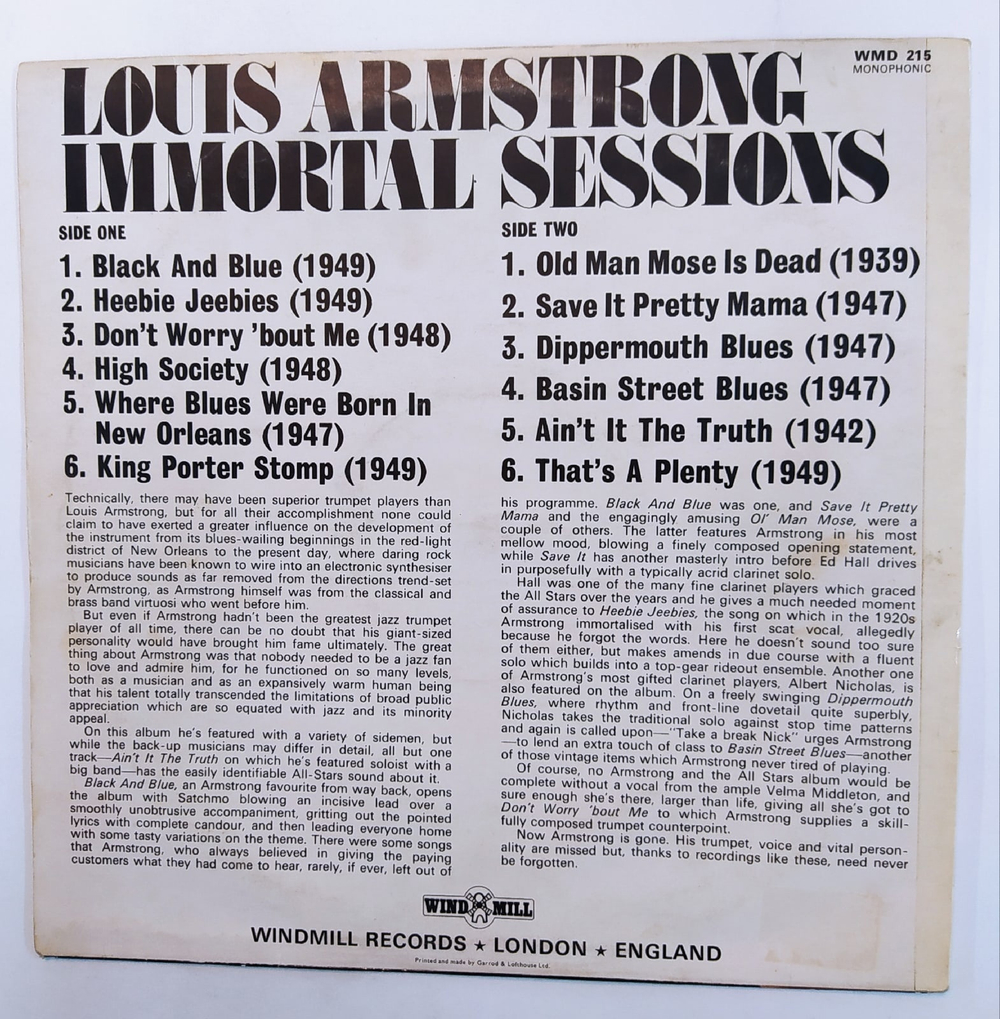 WMD 215
MONOPHONIC
LOUIS ARMSTRONG
IMMORTAL SESSIONS
SIDE ONE
1. Black And Blue (1949)
2. Heebie Jeebies (1949)
3. Don't Worry 'bout Me (1948)
4. High Society (1948)
5. Where Blues Were Born In
New Orleans (1947)
6. King Porter Stomp (1949)
SIDE TWO
1. Old Man Mose Is Dead (1939)
2. Save It Pretty Mama (1947)
3. Dippermouth Blues (1947)
4. Basin Street Blues (1947)
5. Ain't It The Truth (1942)
6. That's A Plenty (1949)
Technically, there may have been superior trumpet players than
Louis Armstrong, but for all their accomplishment none could
claim to have exerted a greater influence on the development of
the instrument from its blues-wailing beginnings in the red-light
district of New Orleans to the present day, where daring rock
musicians have been known to wire into an electronic synthesiser
to produce sounds as far removed from the directions trend-set
by Armstrong, as Armstrong himself was from the classical and
brass band virtuosi who went before him.
But even if Armstrong hadn't been the greatest jazz trumpet
player of all time, there can be no doubt that his giant-sized
personality would have brought him fame ultimately. The great
thing about Armstrong was that nobody needed to be a jazz fan
to love and admire him, for he functioned on so many levels,
both as a musician and as an expansively warm human being
that his talent totally transcended the limitations of broad public
appreciation which are so equated with jazz and its minority
appeal.
On this album he's featured with a variety of sidemen, but
while the back-up musicians may differ in detail, all but one
track—Ain't It The Truth on which he's featured soloist with a
big band—has the easily identifiable All-Stars sound about it.
Black And Blue, an Armstrong favourite from way back, opens
the album with Satchmo blowing an incisive lead over a
smoothly unobtrusive accompaniment, gritting out the pointed
lyrics with complete candour, and then leading everyone home
with some tasty variations on the theme. There were some songs
that Armstrong, who always believed in giving the paying
customers what they had come to hear, rarely, if ever, left out of
his programme. Black And Blue was one, and Save It Pretty
Mama and the engagingly amusing Ol' Man Mose, were a
couple of others. The latter features Armstrong in his most
mellow mood, blowing a finely composed opening statement,
while Save It has another masterly intro before Ed Hall drives
in purposefully with a typically acrid clarinet solo.
Hall was one of the many fine clarinet players which graced
the All Stars over the years and he gives a much needed moment
of assurance to Heebie Jeebies, the song on which in the 1920s
Armstrong immortalised with his first scat vocal, allegedly
because he forgot the words. Here he doesn't sound too sure
of them either, but makes amends in due course with a fluent
solo which builds into a top-gear rideout ensemble. Another one
of Armstrong's most gifted clarinet players, Albert Nicholas, is
also featured on the album. On a freely swinging Dippermouth
Blues, where rhythm and front-line dovetail quite superbly,
Nicholas takes the traditional solo against stop time patterns
and again is called upon—"Take a break Nick" urges Armstrong
—to lend an extra touch of class to Basin Street Blues—another
of those vintage items which Armstrong never tired of playing.
Of course, no Armstrong and the All Stars album would be
complete without a vocal from the ample Velma Middleton, and
sure enough she's there, larger than life, giving all she's got to
Don't Worry 'bout Me to which Armstrong supplies a skill-
fully composed trumpet counterpoint.
Now Armstrong is gone. His trumpet, voice and vital person-
ality are missed but, thanks to recordings like these, need never
be forgotten.
WIND MILL
WINDMILL RECORDS ★ LONDON ★ ENGLAND
Printed and made by Garrod & Lofthouse Ltd.